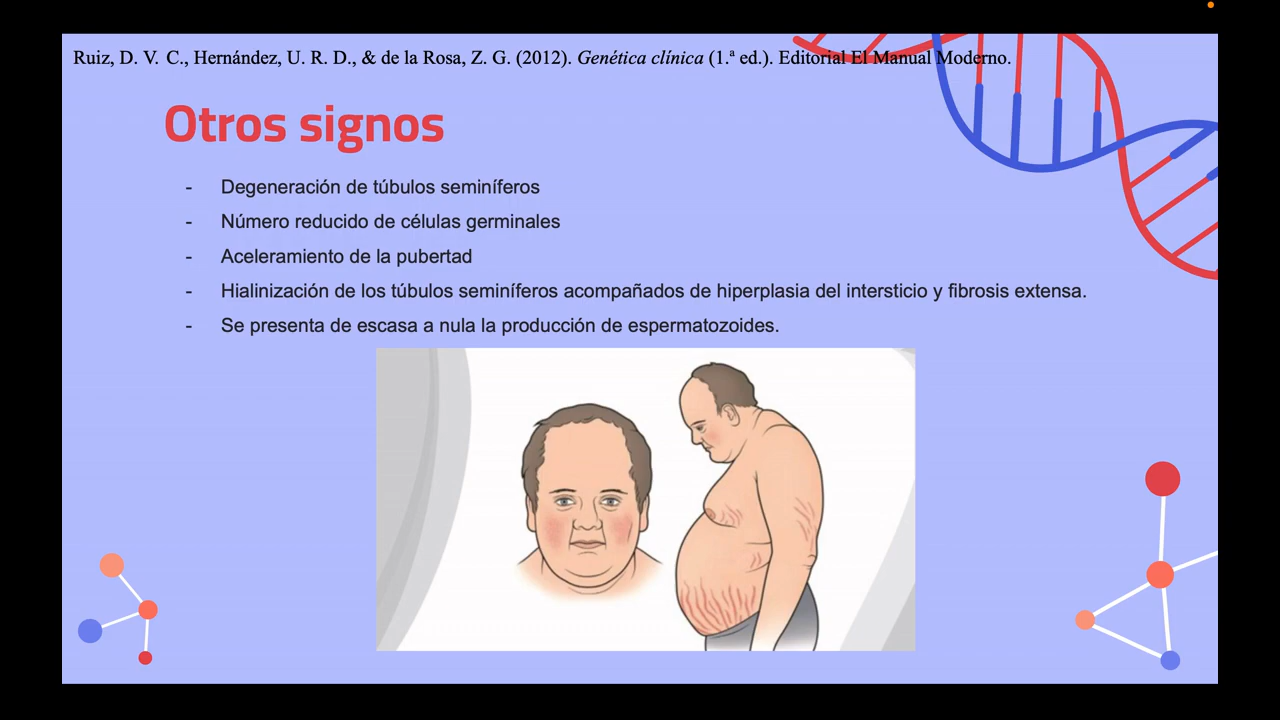 Ruiz, D. V. C., Hernández, U. R. D., & de la Rosa, Z. G. (2012). Genética clínica (1.ª ed.). Editorial El Manual Moderno.
Otros signos
- Degeneración de túbulos seminíferos
- Número reducido de células germinales
- Aceleramiento de la pubertad
- Hialinización de los túbulos seminíferos acompañados de hiperplasia del intersticio y fibrosis extensa.
- Se presenta de escasa a nula la producción de espermatozoides.